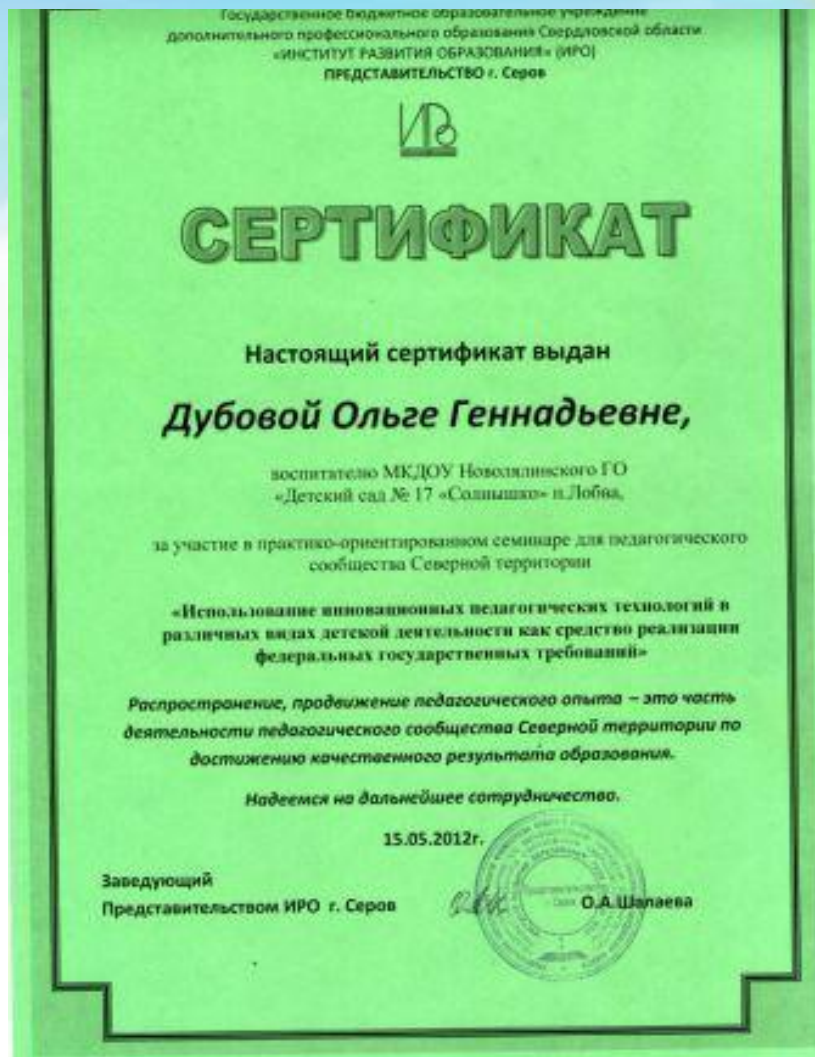 Государственное бюджетное образовательное учреждение
дополнительного профессионального образования Свердловской области
«ИНСТИТУТ РАЗВИТИЯ ОБРАЗОВАНИЯ» (ИРО)
ПРЕДСТАВИТЕЛЬСТВО г. Серов
ИРО
СЕРТИФИКАТ
Настоящий сертификат выдан
Дубовой Ольге Геннадьевне,
воспитателю МКДОУ Новолялинского ГО
«Детский сад № 17 «Солнышко» п.Лобва,
за участие в практико-ориентированном семинаре для педагогического
сообщества Северной территории
«Использование инновационных педагогических технологий в
различных видах детской деятельности как средство реализации
федеральных государственных требований»
Распространение, продвижение педагогического опыта – это часть
деятельности педагогического сообщества Северной территории по
достижению качественного результата образования.
Надеемся на дальнейшее сотрудничество.
15.05.2012г.
Заведующий
Представительством ИРО г. Серов О.А.Шалаева